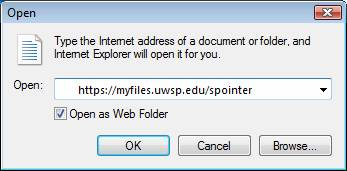 Open
Type the Internet address of a document or folder, and
Internet Explorer will open it for you.
Open:
https://myfiles.uwsp.edu/spointer
Open as Web Folder
OK
Cancel
Browse...